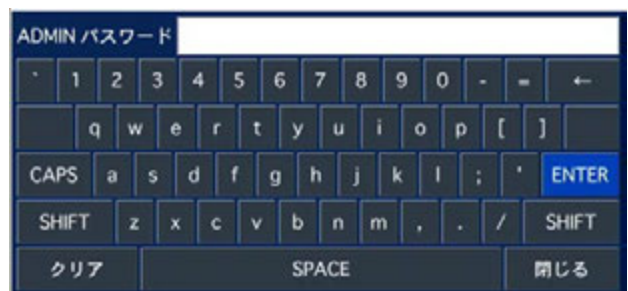 ADMIN パスワード
` 1 2 3 4 5 6 7 8 9 0 - = ←
q w e r t y u i o p [ ]
CAPS a s d f g h j k l ; ' ENTER
SHIFT z x c v b n m , . / SHIFT
クリア SPACE 閉じる